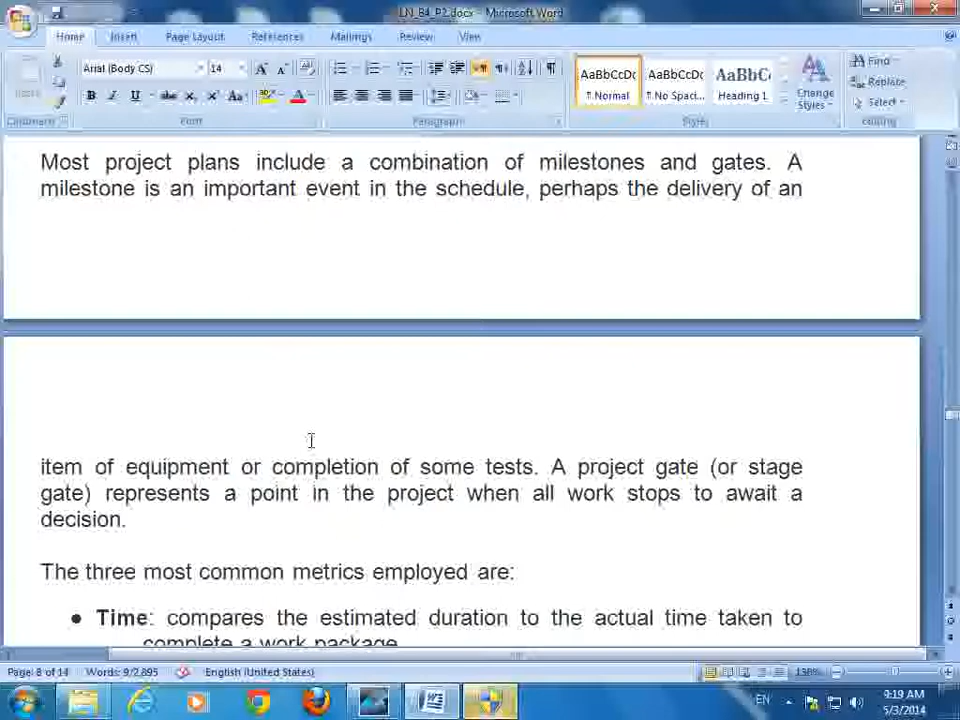 LN_B4_P2.docx - Microsoft Word
Home Insert Page Layout References Mailings Review View
Arial (Body CS) 14
AaBbCcDc AaBbCcDc AaBbC
¶ Normal ¶ No Spaci... Heading 1
Change Styles
Find
Replace
Select
Clipboard Font Paragraph Styles Editing
Most project plans include a combination of milestones and gates. A
milestone is an important event in the schedule, perhaps the delivery of an
item of equipment or completion of some tests. A project gate (or stage
gate) represents a point in the project when all work stops to await a
decision.
The three most common metrics employed are:
● Time: compares the estimated duration to the actual time taken to
complete a work package.
Page: 8 of 14 Words: 9/2,895 English (United States) 136%
EN 9:19 AM
5/3/2014